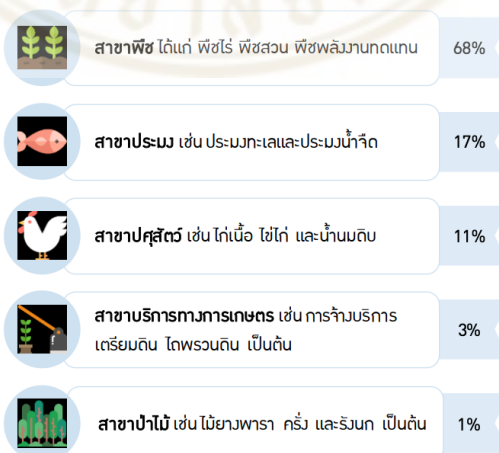 สาขาพืช ได้แก่ พืชไร่ พืชสวน พืชพลังงานทดแทน 68%
สาขาประมง เช่น ประมงทะเลและประมงน้ำจืด 17%
สาขาปศุสัตว์ เช่น ไก่เนื้อ ไข่ไก่ และน้ำนมดิบ 11%
สาขาบริการทางการเกษตร เช่น การจ้างบริการ
เตรียมดิน ไถพรวนดิน เป็นต้น 3%
สาขาป่าไม้ เช่น ไม้ยางพารา ครั่ง และรังนก เป็นต้น 1%